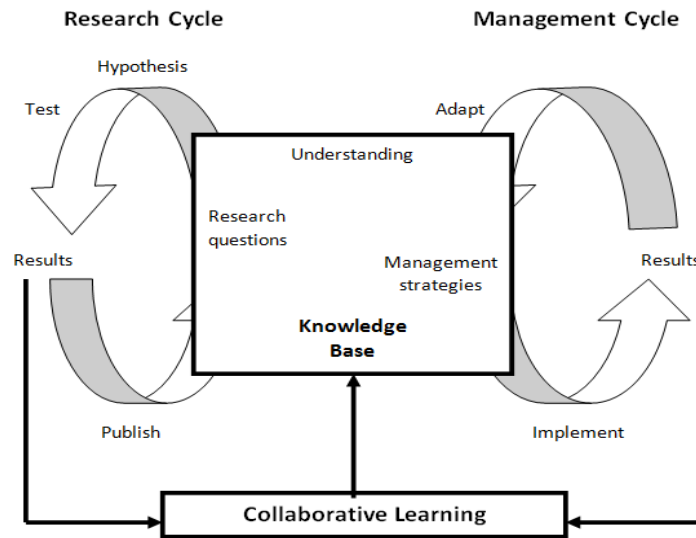 Research Cycle
Management Cycle
Hypothesis
Test
Adapt
Understanding
Research
questions
Results
Management
strategies
Results
Knowledge
Base
Publish
Implement
Collaborative Learning